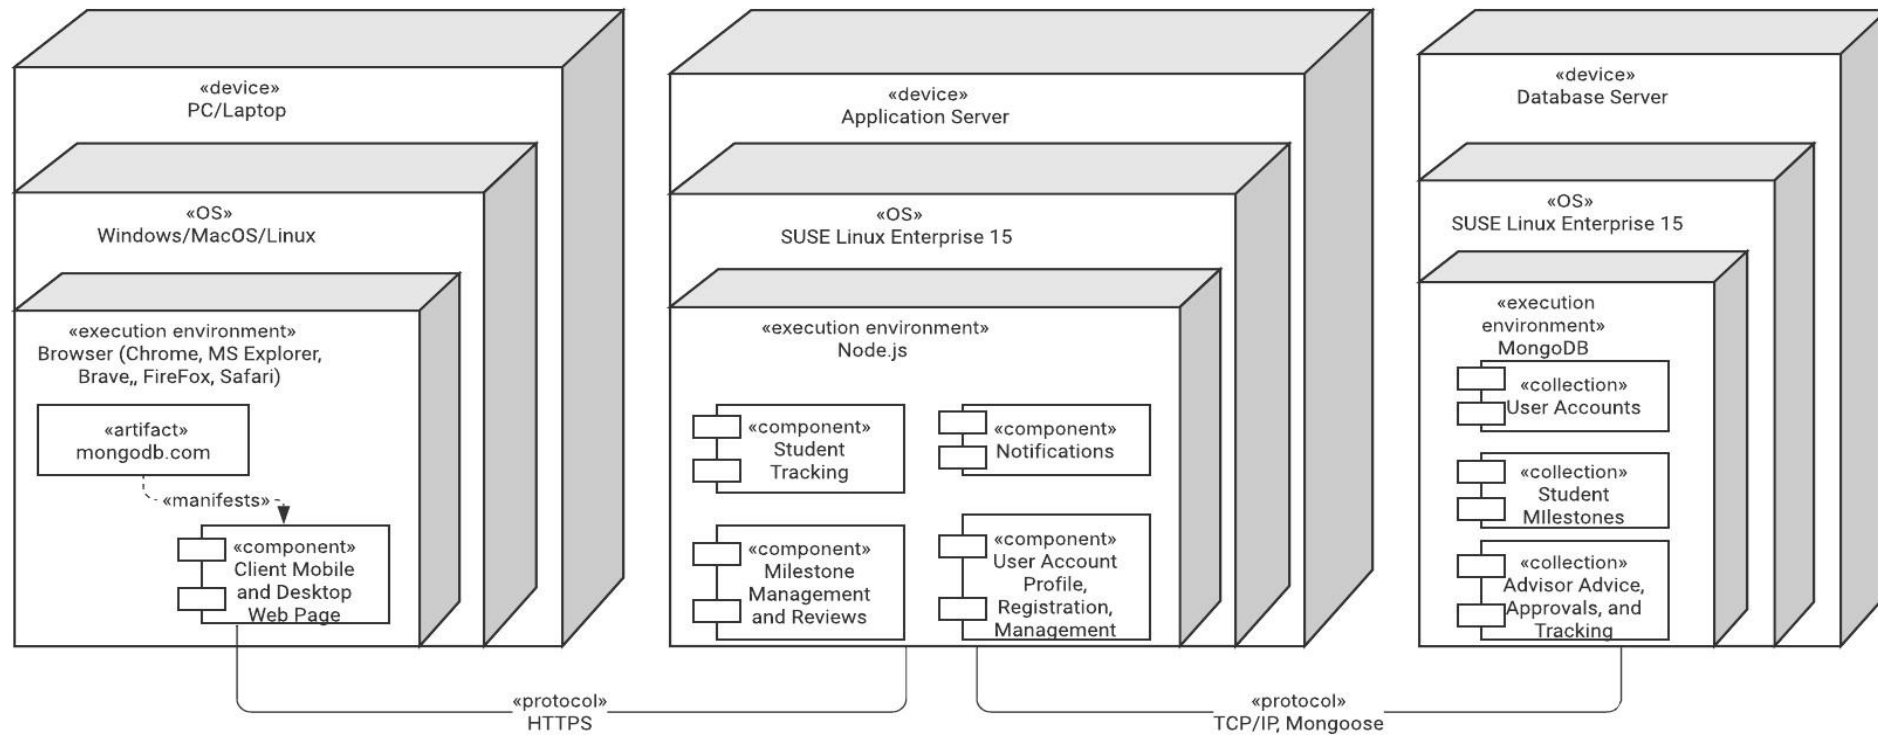 «device»
PC/Laptop
«OS»
Windows/MacOS/Linux
«execution environment»
Browser (Chrome, MS Explorer,
Brave,, FireFox, Safari)
«artifact»
mongodb.com
«manifests»
«component»
Client Mobile
and Desktop
Web Page
«protocol»
HTTPS
«device»
Application Server
«OS»
SUSE Linux Enterprise 15
«execution environment»
Node.js
«component»
Student
Tracking
«component»
Notifications
«component»
Milestone
Management
and Reviews
«component»
User Account
Profile,
Registration,
Management
«protocol»
TCP/IP, Mongoose
«device»
Database Server
«OS»
SUSE Linux Enterprise 15
«execution
environment»
MongoDB
«collection»
User Accounts
«collection»
Student
MIlestones
«collection»
Advisor Advice,
Approvals, and
Tracking